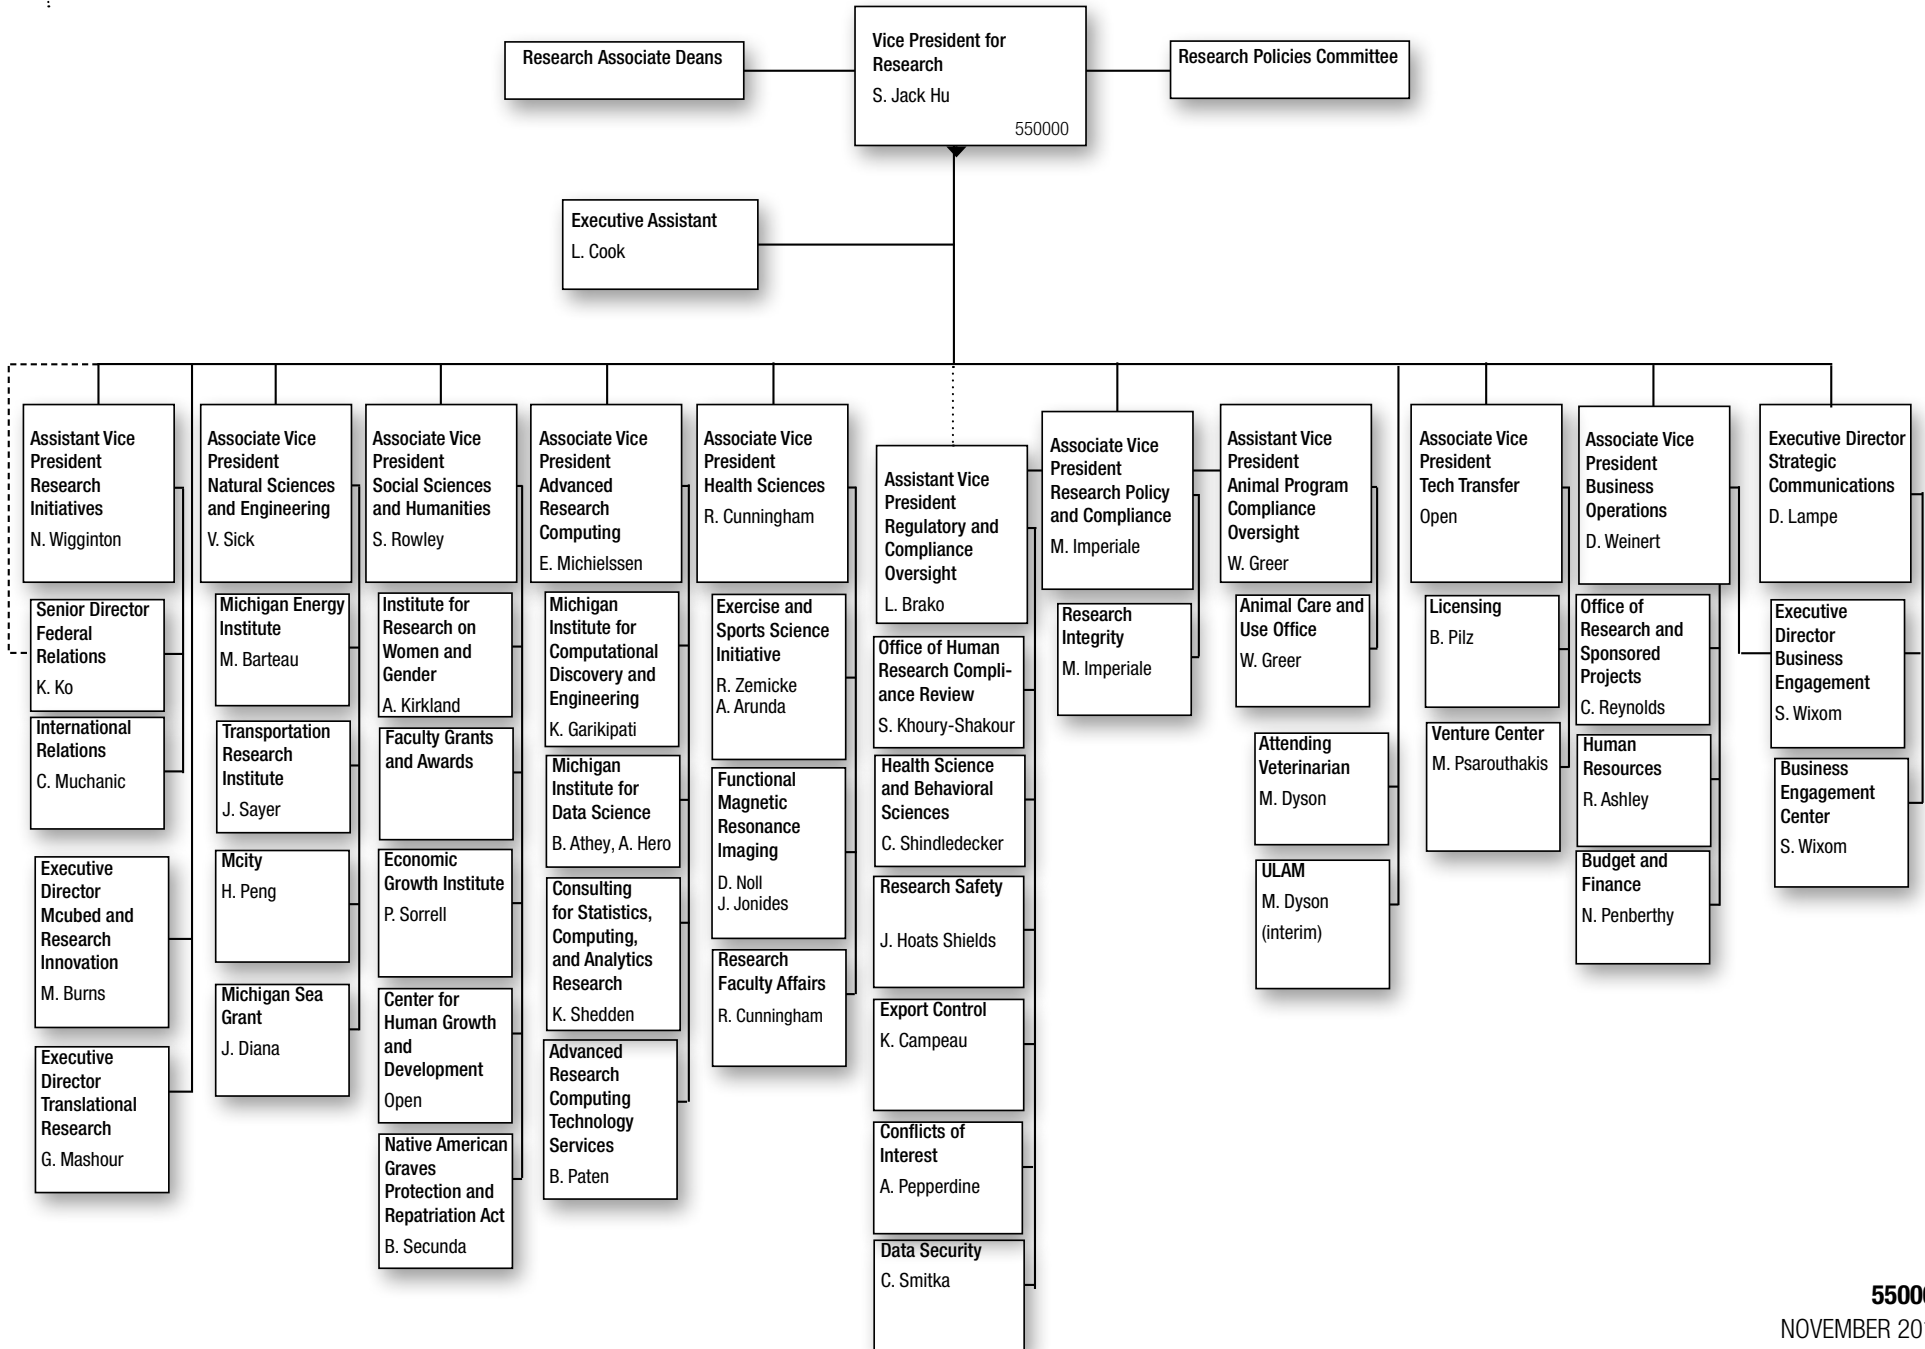 Research Associate Deans
Vice President for
Research
S. Jack Hu
550000
Research Policies Committee
Executive Assistant
L. Cook
Assistant Vice
President
Research
Initiatives
N. Wigginton
Senior Director
Federal
Relations
K. Ko
International
Relations
C. Muchanic
Executive
Director
Mcubed and
Research
Innovation
M. Burns
Executive
Director
Translational
Research
G. Mashour
Associate Vice
President
Natural Sciences
and Engineering
V. Sick
Michigan Energy
Institute
M. Barteau
Transportation
Research
Institute
J. Sayer
Mcity
H. Peng
Michigan Sea
Grant
J. Diana
Associate Vice
President
Social Sciences
and Humanities
S. Rowley
Institute for
Research on
Women and
Gender
A. Kirkland
Faculty Grants
and Awards
Economic
Growth Institute
P. Sorrell
Center for
Human Growth
and
Development
Open
Native American
Graves
Protection and
Repatriation Act
B. Secunda
Associate Vice
President
Advanced
Research
Computing
E. Michielssen
Michigan
Institute for
Computational
Discovery and
Engineering
K. Garikipati
Michigan
Institute for
Data Science
B. Athey, A. Hero
Consulting
for Statistics,
Computing,
and Analytics
Research
K. Shedden
Advanced
Research
Computing
Technology
Services
B. Paten
Associate Vice
President
Health Sciences
R. Cunningham
Exercise and
Sports Science
Initiative
R. Zemicke
A. Arunda
Functional
Magnetic
Resonance
Imaging
D. Noll
J. Jonides
Research
Faculty Affairs
R. Cunningham
Assistant Vice
President
Regulatory and
Compliance
Oversight
L. Brako
Office of Human
Research Compli-
ance Review
S. Khoury-Shakour
Health Science
and Behavioral
Sciences
C. Shindledecker
Research Safety
J. Hoats Shields
Export Control
K. Campeau
Conflicts of
Interest
A. Pepperdine
Data Security
C. Smitka
Associate Vice
President
Research Policy
and Compliance
M. Imperiale
Research
Integrity
M. Imperiale
Assistant Vice
President
Animal Program
Compliance
Oversight
W. Greer
Animal Care and
Use Office
W. Greer
Attending
Veterinarian
M. Dyson
ULAM
M. Dyson
(interim)
Associate Vice
President
Tech Transfer
Open
Licensing
B. Pilz
Venture Center
M. Psarouthakis
Associate Vice
President
Business
Operations
D. Weinert
Office of
Research and
Sponsored
Projects
C. Reynolds
Human
Resources
R. Ashley
Budget and
Finance
N. Penberthy
Executive Director
Strategic
Communications
D. Lampe
Executive
Director
Business
Engagement
S. Wixom
Business
Engagement
Center
S. Wixom
NOVEMBER